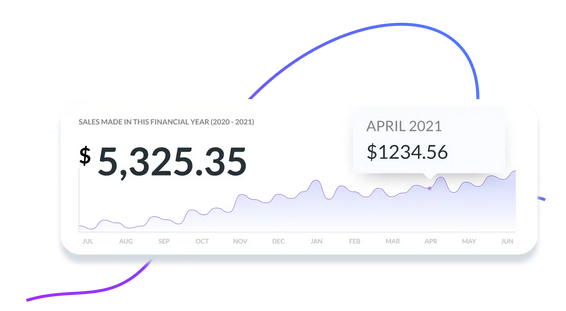 SALES MADE IN THIS FINANCIAL YEAR (2020 - 2021)
$ 5,325.35
APRIL 2021
$1234.56
JUL AUG SEP OCT NOV DEC JAN FEB MAR APR MAY JUN